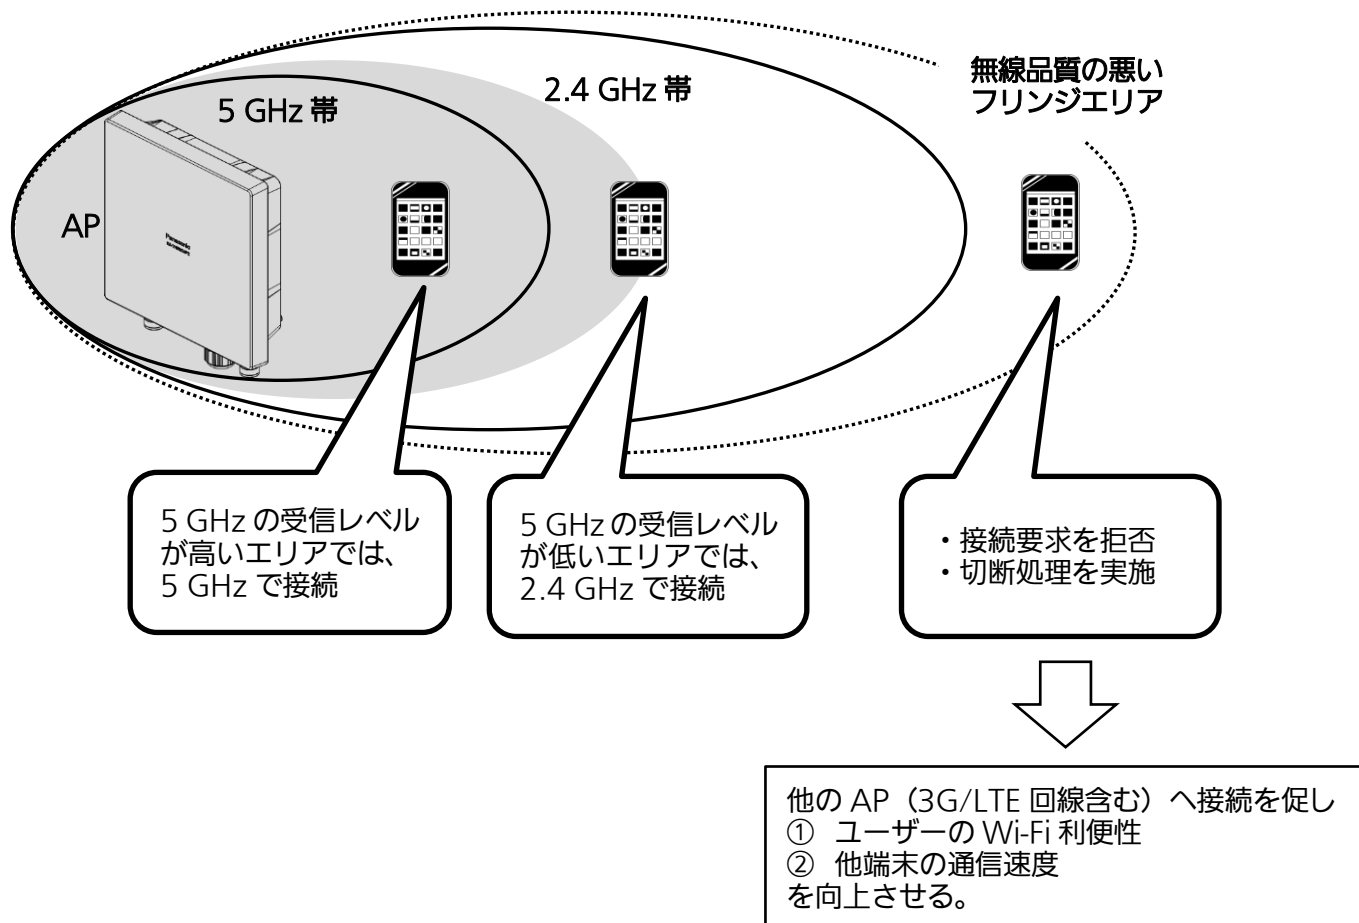 無線品質の悪い
フリンジエリア
2.4 GHz 帯
5 GHz 帯
AP
Panasonic
5 GHz の受信レベル
が高いエリアでは、
5 GHz で接続
5 GHz の受信レベル
が低いエリアでは、
2.4 GHz で接続
・接続要求を拒否
・切断処理を実施
他の AP（3G/LTE 回線含む）へ接続を促し
① ユーザーの Wi-Fi 利便性
② 他端末の通信速度
を向上させる。